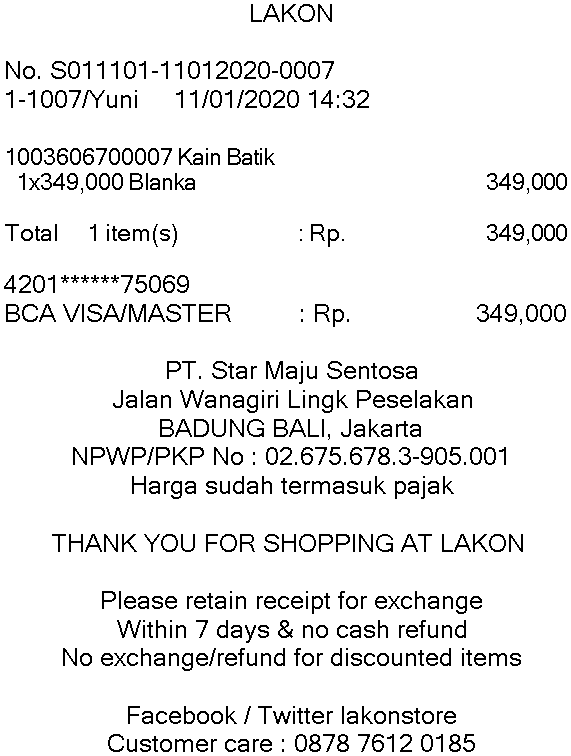 LAKON
No. S011101-11012020-0007
1-1007/Yuni 11/01/2020 14:32
1003606700007 Kain Batik
1x349,000 Blanka 349,000
Total 1 item(s) : Rp. 349,000
4201******75069
BCA VISA/MASTER : Rp. 349,000
PT. Star Maju Sentosa
Jalan Wanagiri Lingk Peselakan
BADUNG BALI, Jakarta
NPWP/PKP No : 02.675.678.3-905.001
Harga sudah termasuk pajak
THANK YOU FOR SHOPPING AT LAKON
Please retain receipt for exchange
Within 7 days & no cash refund
No exchange/refund for discounted items
Facebook / Twitter lakonstore
Customer care : 0878 7612 0185